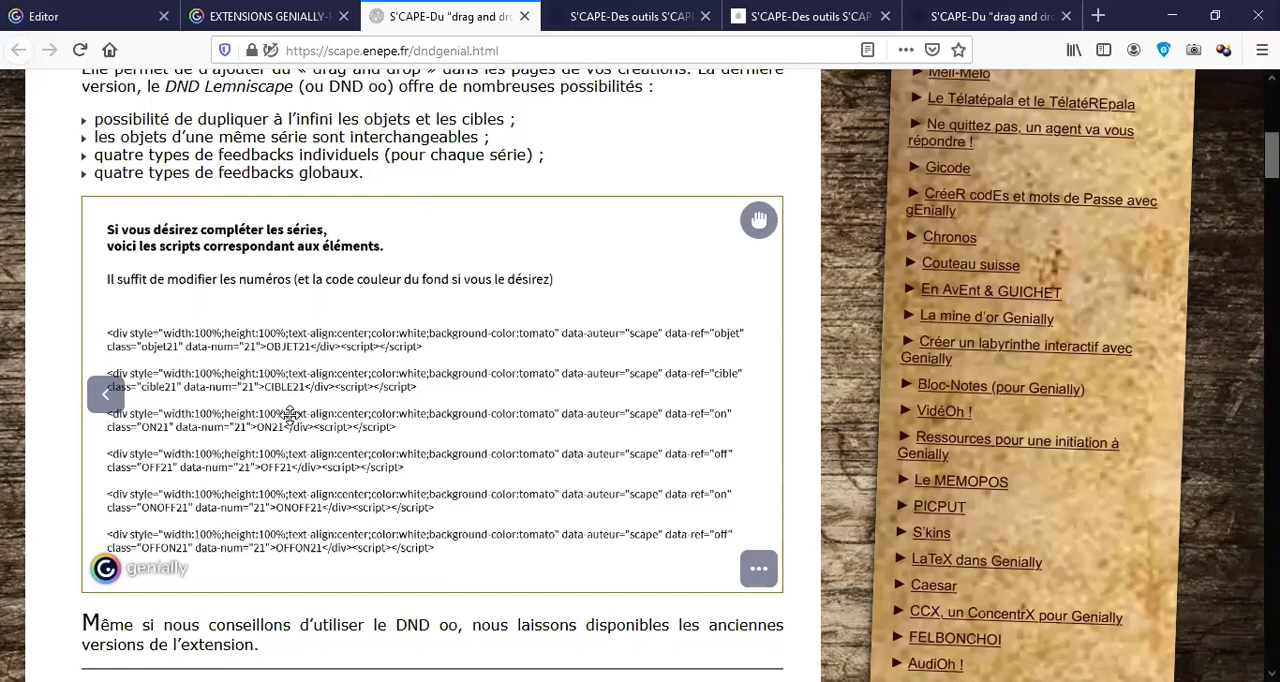 Editor
EXTENSIONS GENIALLY-
S'CAPE-Du "drag and dro
S'CAPE-Des outils S'CAP
S'CAPE-Des outils S'CAP
S'CAPE-Du "drag and dro
https://scape.enepe.fr/dndgenial.html
Elle permet de d'ajouter du « drag and drop » dans les pages de vos créations. La dernière
version, le DND Lemniscape (ou DND oo) offre de nombreuses possibilités :
possibilité de dupliquer à l'infini les objets et les cibles ;
les objets d'une même série sont interchangeables ;
quatre types de feedbacks individuels (pour chaque série) ;
quatre types de feedbacks globaux.
Si vous désirez compléter les séries,
voici les scripts correspondant aux éléments.
Il suffit de modifier les numéros (et la code couleur du fond si vous le désirez)
<div style="width:100%;height:100%;text-align:center;color:white;background-color:tomato" data-auteur="scape" data-ref="objet"
class="objet21" data-num="21">OBJET21</div><script></script>
<div style="width:100%;height:100%;text-align:center;color:white;background-color:tomato" data-auteur="scape" data-ref="cible"
class="cible21" data-num="21">CIBLE21</div><script></script>
<div style="width:100%;height:100%;text-align:center;color:white;background-color:tomato" data-auteur="scape" data-ref="on"
class="ON21" data-num="21">ON21</div><script></script>
<div style="width:100%;height:100%;text-align:center;color:white;background-color:tomato" data-auteur="scape" data-ref="off"
class="OFF21" data-num="21">OFF21</div><script></script>
<div style="width:100%;height:100%;text-align:center;color:white;background-color:tomato" data-auteur="scape" data-ref="on"
class="ONOFF21" data-num="21">ONOFF21</div><script></script>
<div style="width:100%;height:100%;text-align:center;color:white;background-color:tomato" data-auteur="scape" data-ref="off"
class="OFFON21" data-num="21">OFFON21</div><script></script>
genially
Même si nous conseillons d'utiliser le DND oo, nous laissons disponibles les anciennes
versions de l'extension.
Méli-Mélo
Le Télatépala et le TélatéREpala
Ne quittez pas, un agent va vous
répondre !
Gicode
CréeR codEs et mots de Passe avec
gEnially
Chronos
Couteau suisse
En AvEnt & GUICHET
La mine d'or Genially
Créer un labyrinthe interactif avec
Genially
Bloc-Notes (pour Genially)
VidéOh !
Ressources pour une initiation à
Genially
Le MEMOPOS
PICPUT
S'kins
LaTeX dans Genially
Caesar
CCX, un ConcentrX pour Genially
FELBONCHOI
AudiOh !